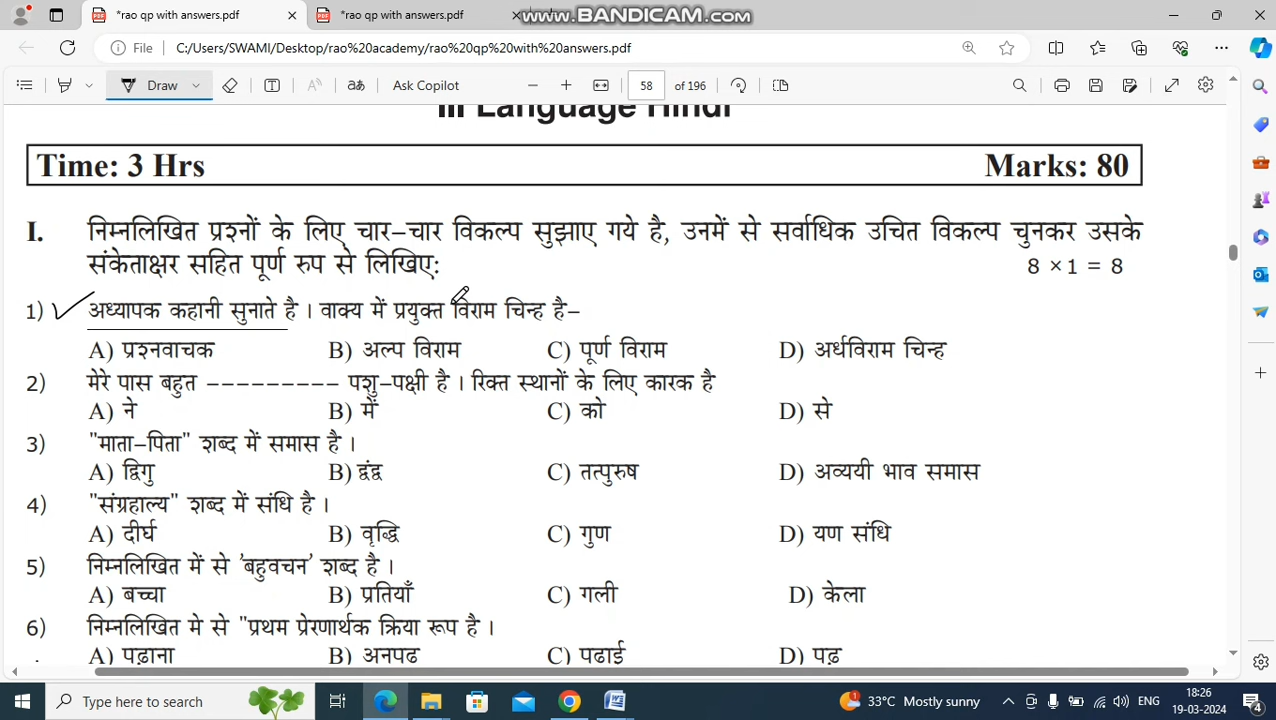 *rao qp with answers.pdf
*rao qp with answers.pdf
www.BANDICAM.com
File
C:/Users/SWAMI/Desktop/rao%20academy/rao%20qp%20with%20answers.pdf
Draw
Ask Copilot
58
of 196
III Language Hindi
Time: 3 Hrs
Marks: 80
I. निम्नलिखित प्रश्नों के लिए चार-चार विकल्प सुझाए गये है, उनमें से सर्वाधिक उचित विकल्प चुनकर उसके
संकेताक्षर सहित पूर्ण रुप से लिखिए:
8 ×1 = 8
1) अध्यापक कहानी सुनाते है । वाक्य में प्रयुक्त विराम चिन्ह है-
A) प्रश्नवाचक B) अल्प विराम C) पूर्ण विराम D) अर्धविराम चिन्ह
2) मेरे पास बहुत --------- पशु-पक्षी है । रिक्त स्थानों के लिए कारक है
A) ने B) में C) को D) से
3) "माता-पिता" शब्द में समास है ।
A) द्विगु B) द्वंद्व C) तत्पुरुष D) अव्ययी भाव समास
4) "संग्रहाल्य" शब्द में संधि है ।
A) दीर्घ B) वृद्धि C) गुण D) यण संधि
5) निम्नलिखित में से 'बहुवचन' शब्द है ।
A) बच्चा B) प्रतियाँ C) गली D) केला
6) निम्नलिखित मे से "प्रथम प्रेरणार्थक क्रिया रूप है ।
A) पढ़ाना B) अनपढ C) पढाई D) पढ़
Type here to search
33°C Mostly sunny
ENG
18:26
19-03-2024